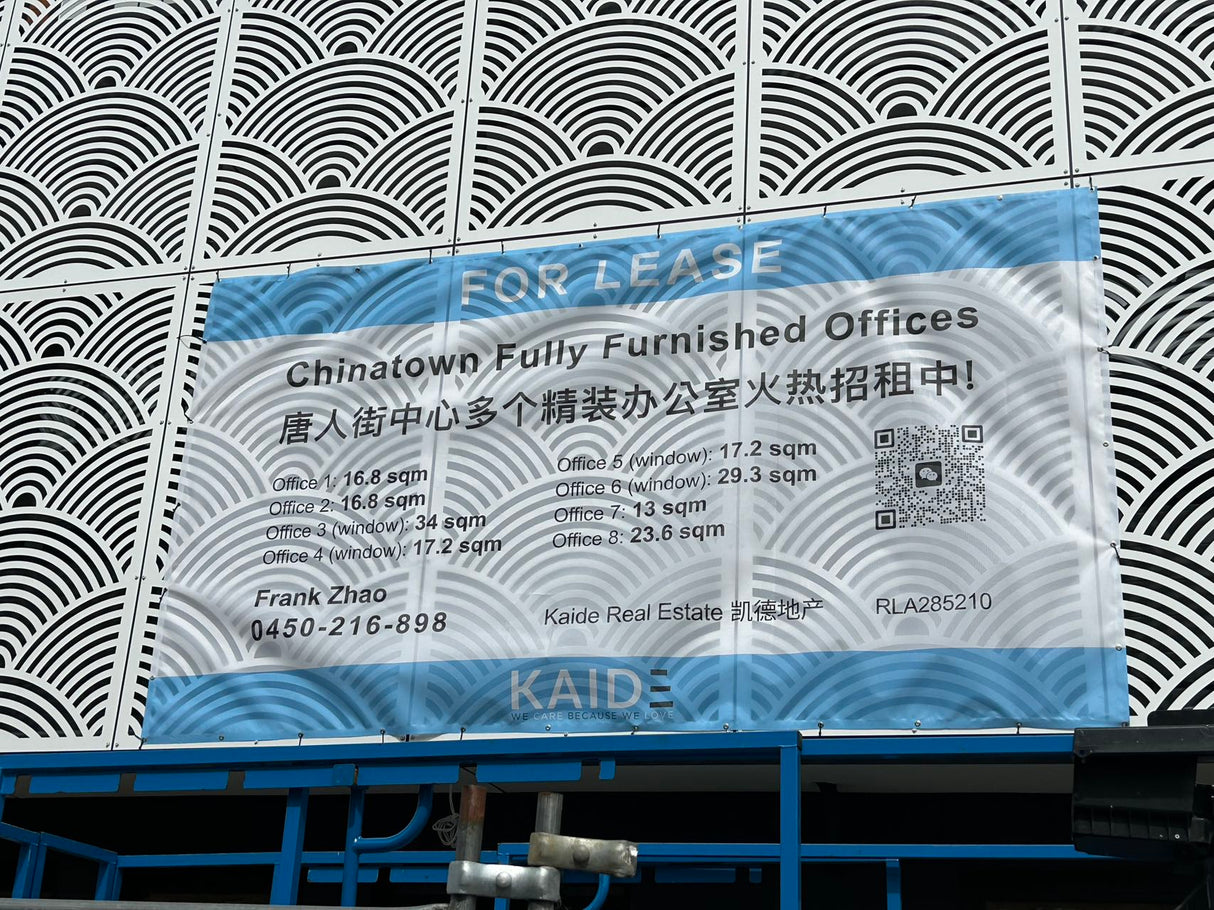 FOR LEASE
Chinatown Fully Furnished Offices
唐人街中心多个精装办公室火热招租中!
Office 1: 16.8 sqm
Office 2: 16.8 sqm
Office 3 (window): 34 sqm
Office 4 (window): 17.2 sqm
Office 5 (window): 17.2 sqm
Office 6 (window): 29.3 sqm
Office 7: 13 sqm
Office 8: 23.6 sqm
Frank Zhao
0450-216-898
Kaide Real Estate 凯德地产
RLA285210
KAIDE
WE CARE BECAUSE WE LOVE